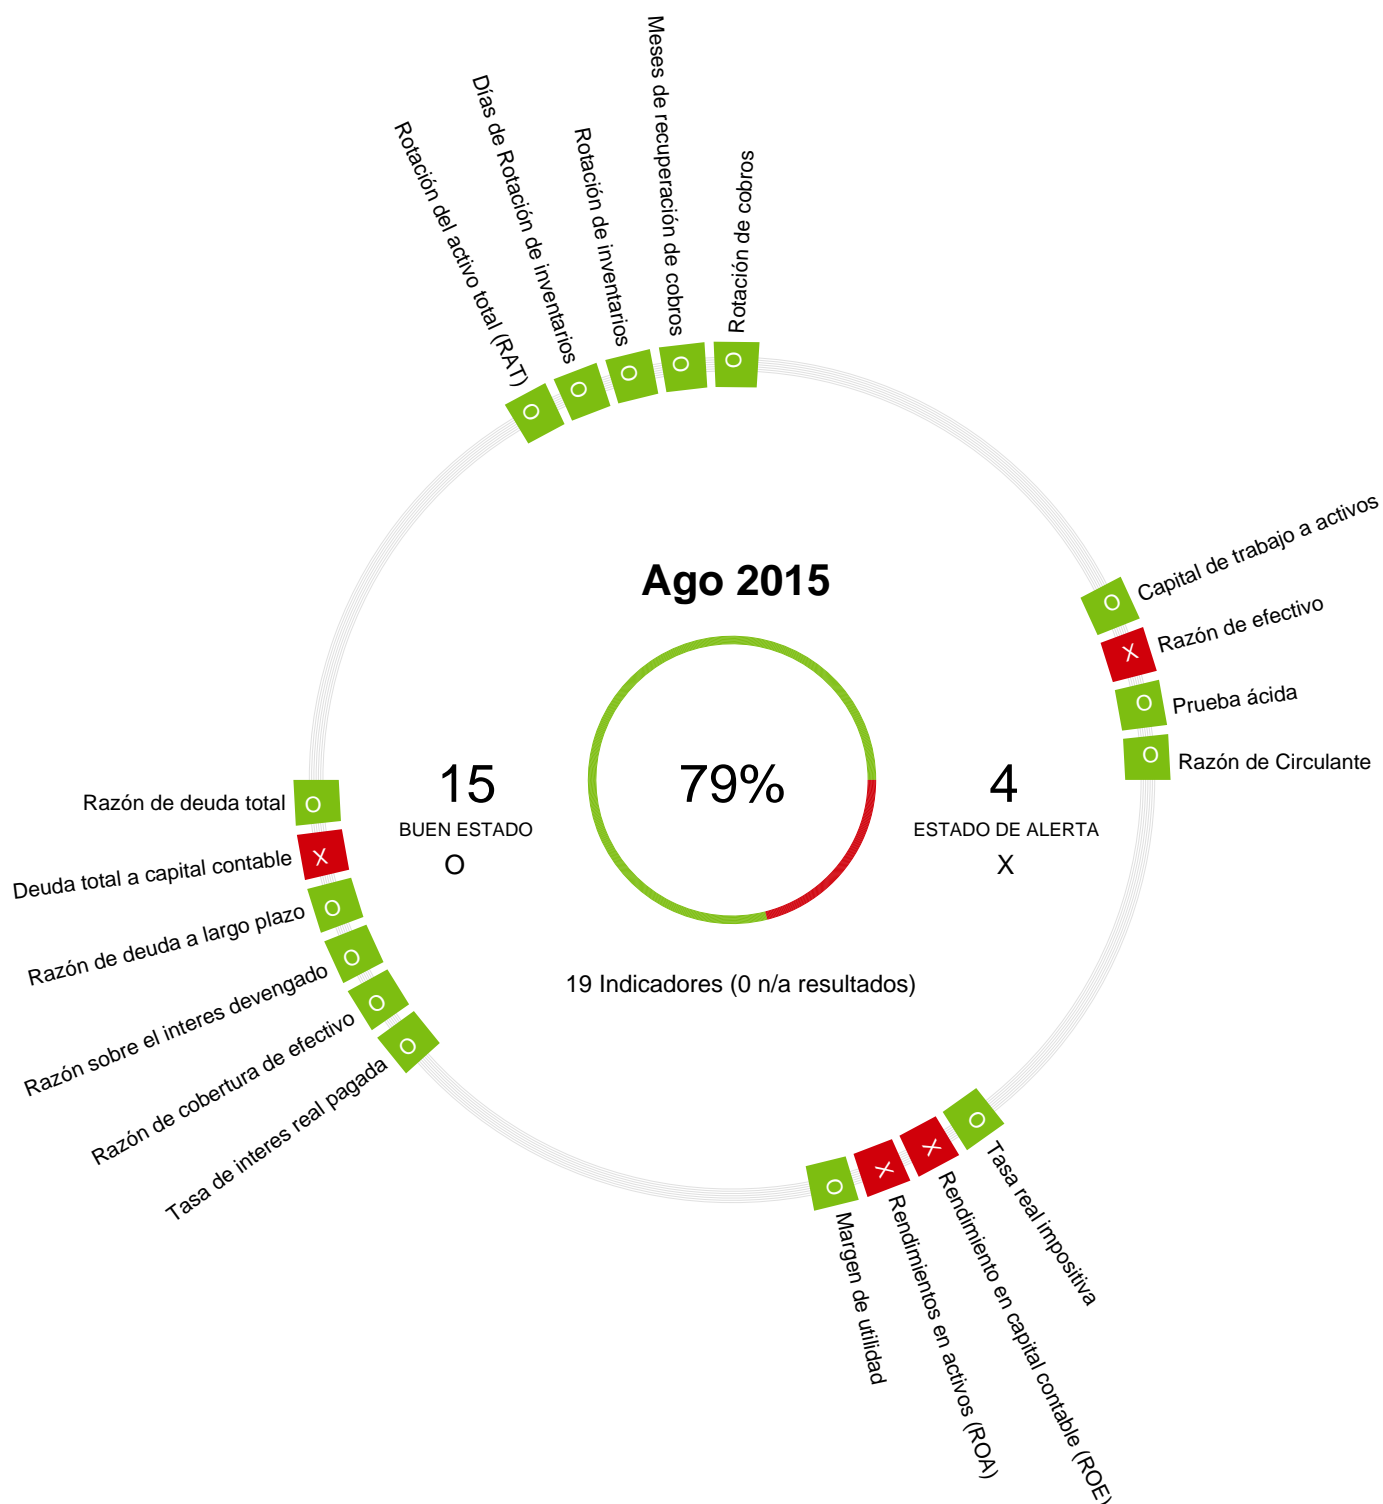 Meses de recuperación de cobros
Días de Rotación de inventarios
Rotación del activo total (RAT)
Rotación de inventarios
Rotación de cobros
O
O
O
O
O
Capital de trabajo a activos
O
Razón de efectivo
X
Prueba ácida
O
Razón de Circulante
O
Ago 2015
15
BUEN ESTADO
O
79%
4
ESTADO DE ALERTA
X
19 Indicadores (0 n/a resultados)
Razón de deuda total
O
Deuda total a capital contable
X
Razón de deuda a largo plazo
O
Razón sobre el interes devengado
O
Razón de cobertura de efectivo
O
Tasa de interes real pagada
O
O
Margen de utilidad
X
Rendimientos en activos (ROA)
X
Rendimiento en capital contable (ROE)
O
Tasa real impositiva